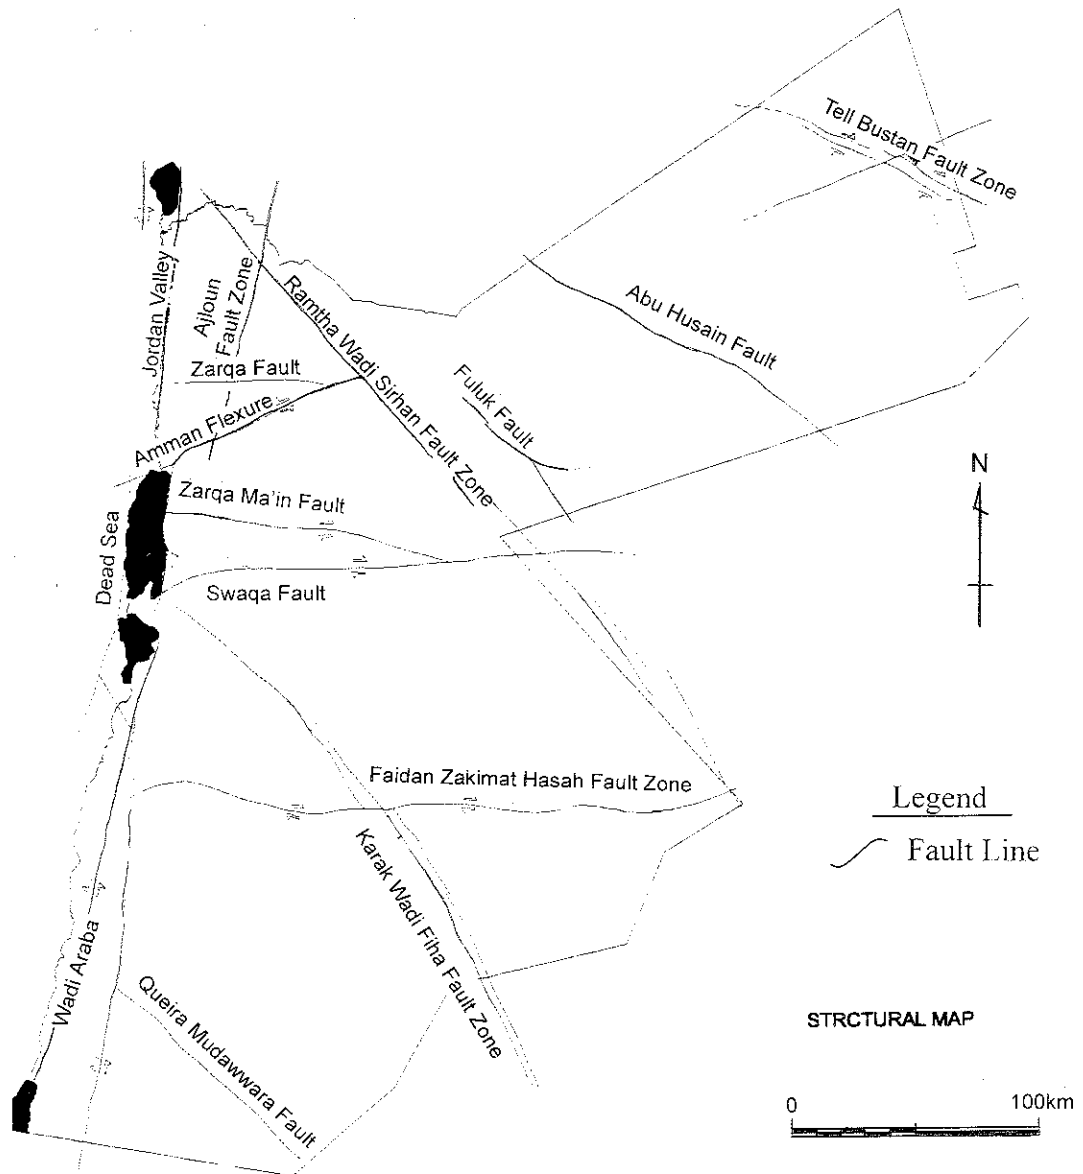 Tell Bustan Fault Zone
Jordan Valley
Ajloun
Fault Zone
Ramtha Wadi Sirhan Fault Zone
Abu Husain Fault
Zarqa Fault
Fuluk Fault
Amman Flexure
N
Zarqa Ma'in Fault
Dead Sea
Swaqa Fault
Faidan Zakimat Hasah Fault Zone
Legend
Fault Line
Karak Wadi Fiha Fault Zone
Wadi Araba
Queira Mudawwara Fault
STRCTURAL MAP
0 100km